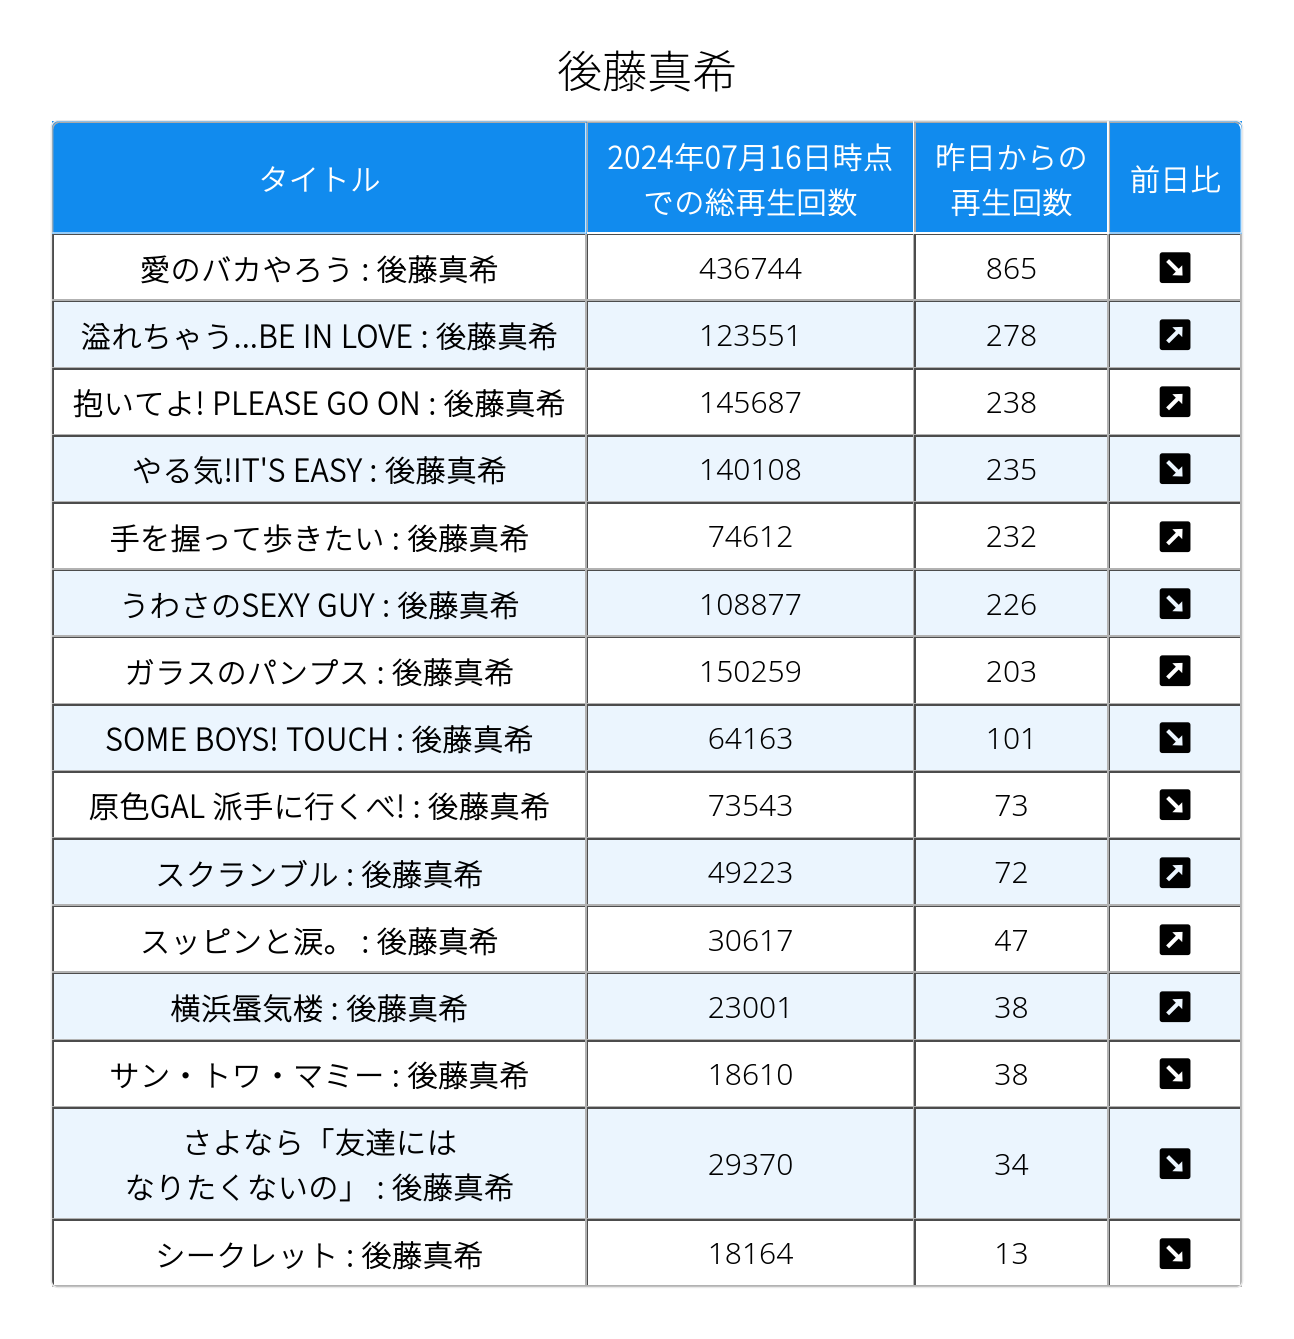 後藤真希
タイトル
2024年07月16日時点
での総再生回数
昨日からの
再生回数
前日比
愛のバカやろう : 後藤真希 436744 865
溢れちゃう...BE IN LOVE : 後藤真希 123551 278
抱いてよ! PLEASE GO ON : 後藤真希 145687 238
やる気!IT'S EASY : 後藤真希 140108 235
手を握って歩きたい : 後藤真希 74612 232
うわさのSEXY GUY : 後藤真希 108877 226
ガラスのパンプス : 後藤真希 150259 203
SOME BOYS! TOUCH : 後藤真希 64163 101
原色GAL 派手に行くべ! : 後藤真希 73543 73
スクランブル : 後藤真希 49223 72
スッピンと涙。 : 後藤真希 30617 47
横浜蜃気楼 : 後藤真希 23001 38
サン・トワ・マミー : 後藤真希 18610 38
さよなら「友達には
なりたくないの」 : 後藤真希 29370 34
シークレット : 後藤真希 18164 13